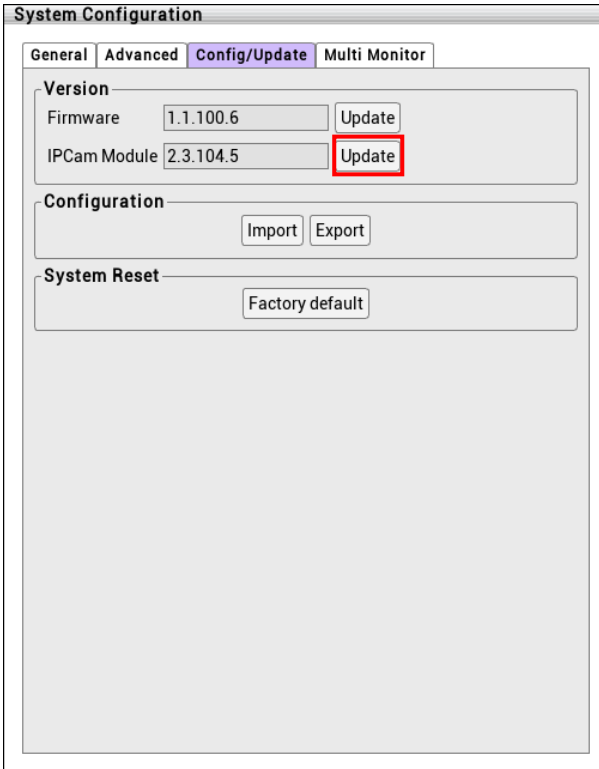 System Configuration
General Advanced Config/Update Multi Monitor
Version
Firmware 1.1.100.6 Update
IPCam Module 2.3.104.5 Update
Configuration
Import Export
System Reset
Factory default